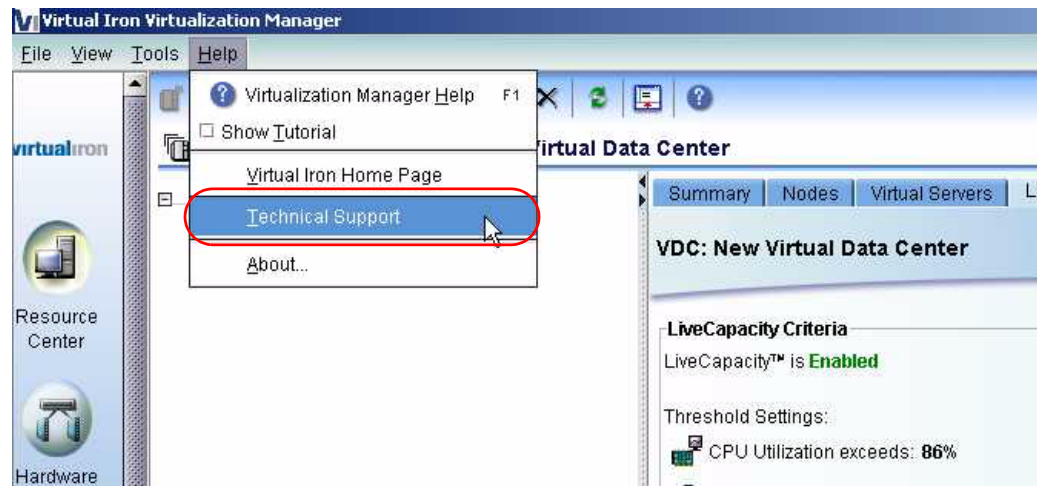 Virtual Iron Virtualization Manager
File View Tools Help
Virtualization Manager Help F1
Show Tutorial
Virtual Iron Home Page
Technical Support
About...
virtualiron
Resource
Center
Hardware
Virtual Data Center
Summary Nodes Virtual Servers L
VDC: New Virtual Data Center
LiveCapacity Criteria
LiveCapacity™ is Enabled
Threshold Settings:
CPU Utilization exceeds: 86%